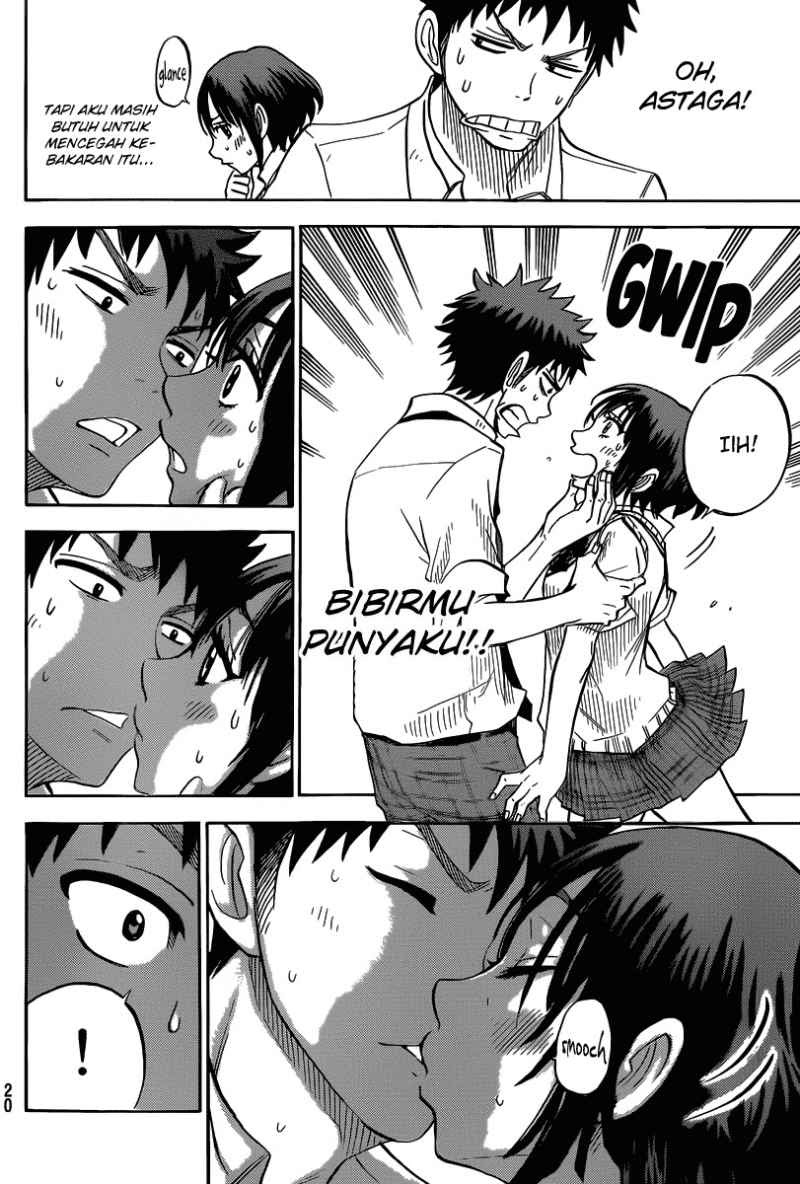 OH,
ASTAGA!
glance
TAPI AKU MASIH
BUTUH UNTUK
MENCEGAH KE-
BAKARAN ITU...
GWIP
IIH!
BIBIRMU
PUNYAKU!!
!
smooch
20